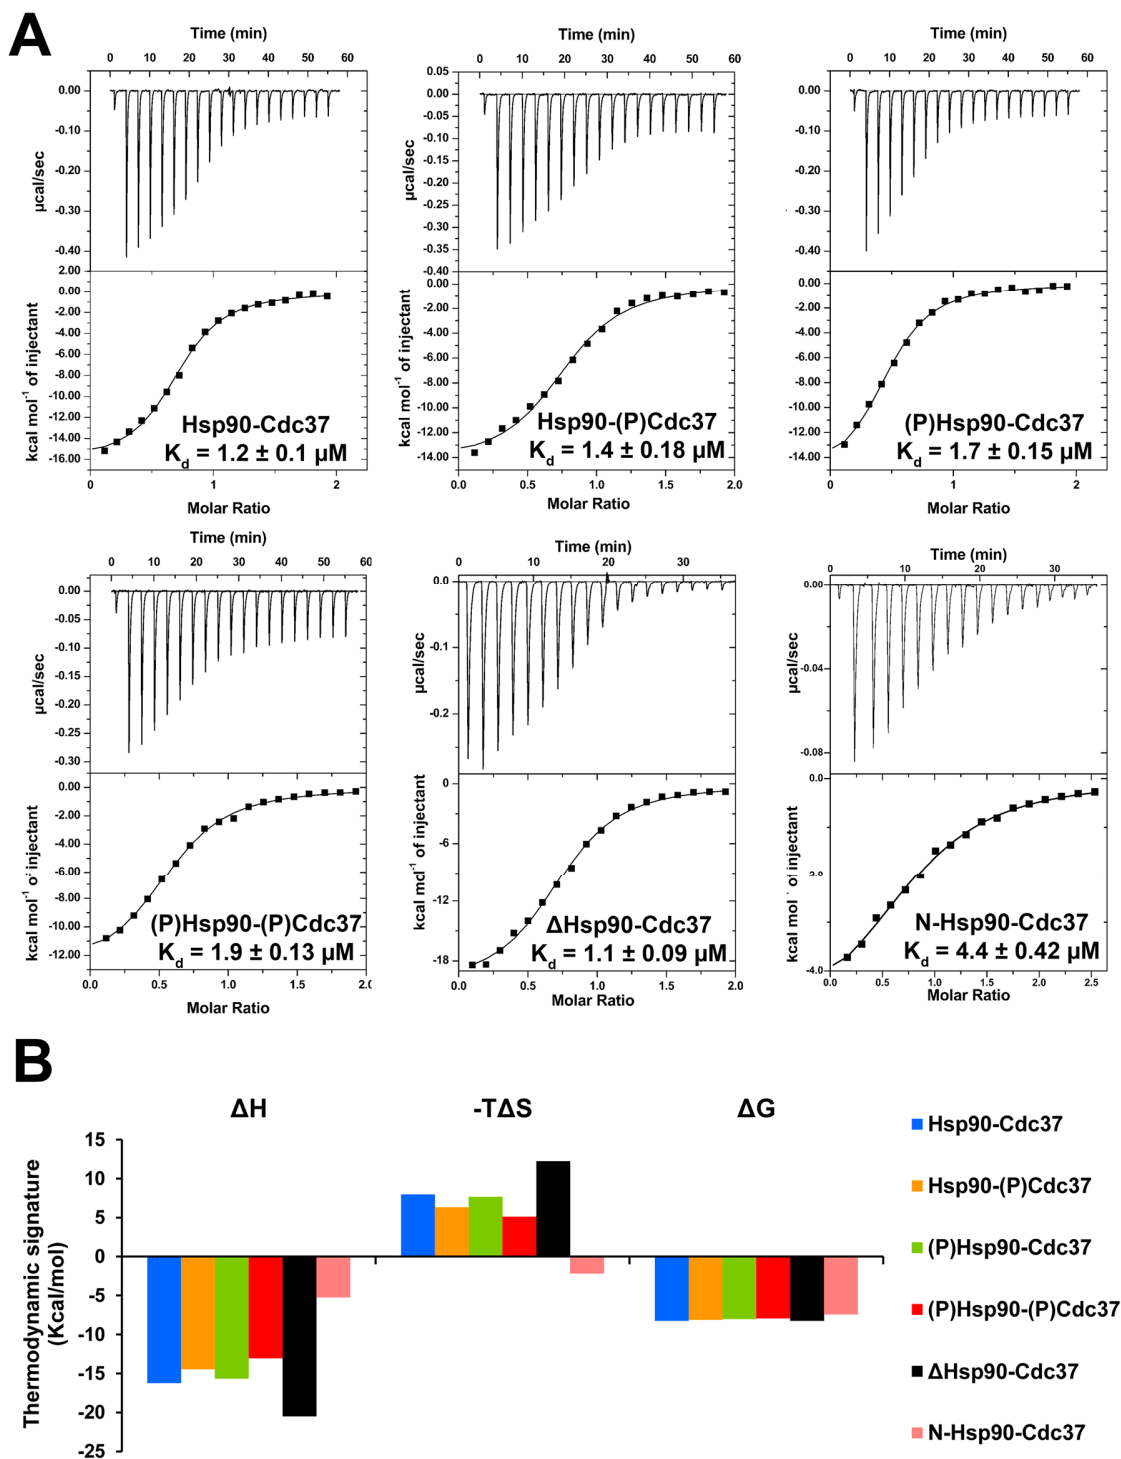 A
Time (min)
0 10 20 30 40 50 60
0.00
-0.10
-0.20
-0.30
-0.40
µcal/sec
2.00
0.00
-2.00
-4.00
-6.00
-8.00
-10.00
-12.00
-14.00
-16.00
kcal mol-1 of injectant
Hsp90-Cdc37
Kd = 1.2 ± 0.1 µM
0 1 2
Molar Ratio
Time (min)
0 10 20 30 40 50 60
0.05
0.00
-0.05
-0.10
-0.15
-0.20
-0.25
-0.30
-0.35
-0.40
µcal/sec
0.00
-2.00
-4.00
-6.00
-8.00
-10.00
-12.00
-14.00
kcal mol-1 of injectant
Hsp90-(P)Cdc37
Kd = 1.4 ± 0.18 µM
0.0 0.5 1.0 1.5 2.0
Molar Ratio
Time (min)
0 10 20 30 40 50 60
0.00
-0.10
-0.20
-0.30
-0.40
µcal/sec
0.00
-2.00
-4.00
-6.00
-8.00
-10.00
-12.00
-14.00
kcal mol-1 of injectant
(P)Hsp90-Cdc37
Kd = 1.7 ± 0.15 µM
0 1 2
Molar Ratio
Time (min)
0 10 20 30 40 50 60
0.00
-0.05
-0.10
-0.15
-0.20
-0.25
-0.30
µcal/sec
0.00
-2.00
-4.00
-6.00
-8.00
-10.00
-12.00
kcal mol-1 of injectant
(P)Hsp90-(P)Cdc37
Kd = 1.9 ± 0.13 µM
0.0 0.5 1.0 1.5
Molar Ratio
Time (min)
0 10 20 30
0.0
-0.1
-0.2
µcal/sec
0
-6
-12
-18
kcal mol-1 of injectant
ΔHsp90-Cdc37
Kd = 1.1 ± 0.09 µM
0.0 0.5 1.0 1.5 2.0
Molar Ratio
Time (min)
0 10 20 30
0.00
-0.04
-0.08
µcal/sec
0.0
-4.0
kcal mol of injectant
N-Hsp90-Cdc37
Kd = 4.4 ± 0.42 µM
0.0 0.5 1.0 1.5 2.0 2.5
Molar Ratio
B
ΔH -TΔS ΔG
15
10
5
0
-5
-10
-15
-20
-25
Thermodynamic signature
(Kcal/mol)
Hsp90-Cdc37
Hsp90-(P)Cdc37
(P)Hsp90-Cdc37
(P)Hsp90-(P)Cdc37
ΔHsp90-Cdc37
N-Hsp90-Cdc37